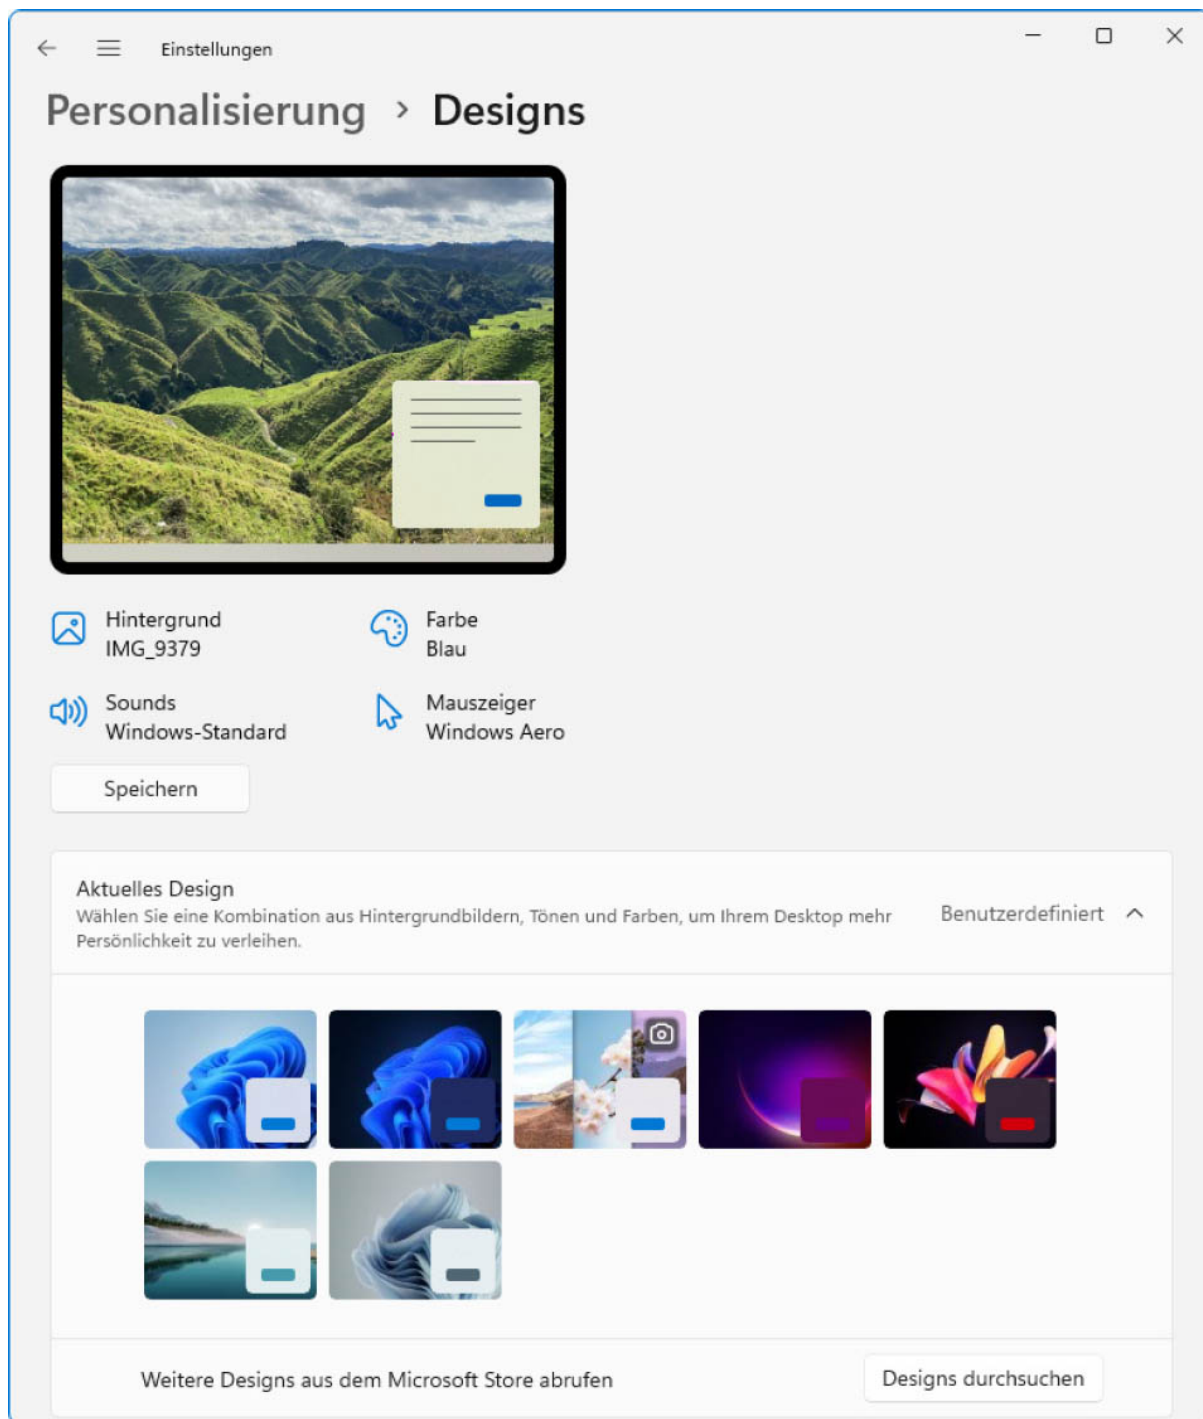 Einstellungen
Personalisierung > Designs
Hintergrund
IMG_9379
Farbe
Blau
Sounds
Windows-Standard
Mauszeiger
Windows Aero
Speichern
Aktuelles Design
Wählen Sie eine Kombination aus Hintergrundbildern, Tönen und Farben, um Ihrem Desktop mehr
Persönlichkeit zu verleihen.
Benutzerdefiniert
Weitere Designs aus dem Microsoft Store abrufen
Designs durchsuchen